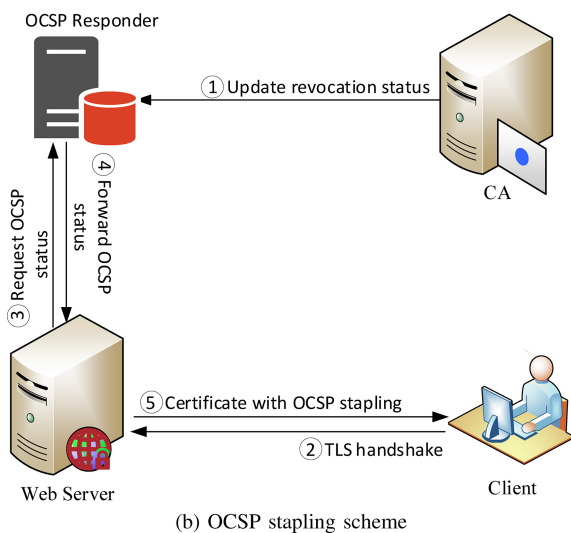 OCSP Responder
① Update revocation status
CA
③ Request OCSP
status
④ Forward OCSP
status
⑤ Certificate with OCSP stapling
② TLS handshake
Web Server
Client
(b) OCSP stapling scheme